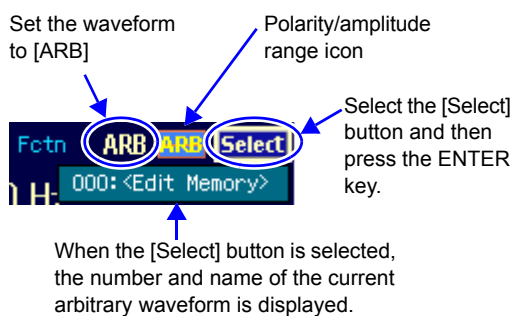 Set the waveform
to [ARB]
Polarity/amplitude
range icon
Select the [Select]
button and then
press the ENTER
key.
Fctn ARB ARB Select
000:<Edit Memory>
H:
When the [Select] button is selected,
the number and name of the current
arbitrary waveform is displayed.